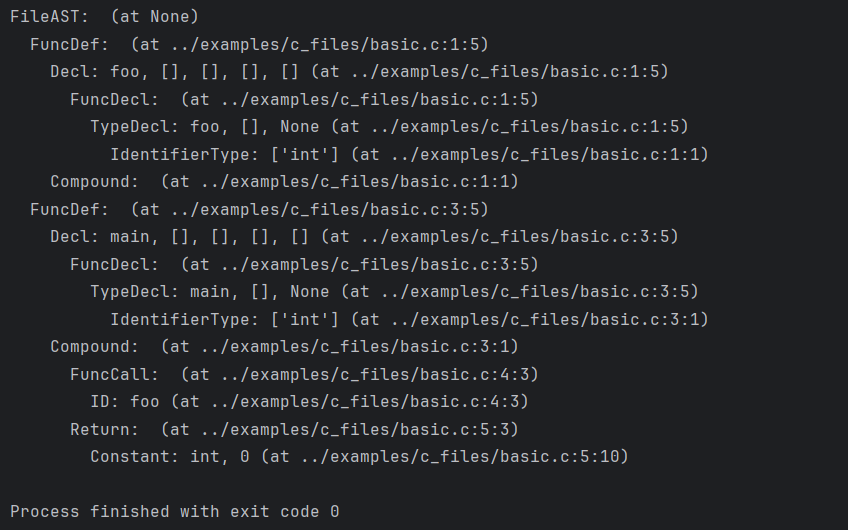 FileAST:  (at None)
  FuncDef:  (at ../examples/c_files/basic.c:1:5)
    Decl: foo, [], [], [], [] (at ../examples/c_files/basic.c:1:5)
      FuncDecl:  (at ../examples/c_files/basic.c:1:5)
        TypeDecl: foo, [], None (at ../examples/c_files/basic.c:1:5)
          IdentifierType: ['int'] (at ../examples/c_files/basic.c:1:1)
    Compound:  (at ../examples/c_files/basic.c:1:1)
  FuncDef:  (at ../examples/c_files/basic.c:3:5)
    Decl: main, [], [], [], [] (at ../examples/c_files/basic.c:3:5)
      FuncDecl:  (at ../examples/c_files/basic.c:3:5)
        TypeDecl: main, [], None (at ../examples/c_files/basic.c:3:5)
          IdentifierType: ['int'] (at ../examples/c_files/basic.c:3:1)
    Compound:  (at ../examples/c_files/basic.c:3:1)
      FuncCall:  (at ../examples/c_files/basic.c:4:3)
        ID: foo (at ../examples/c_files/basic.c:4:3)
      Return:  (at ../examples/c_files/basic.c:5:3)
        Constant: int, 0 (at ../examples/c_files/basic.c:5:10)

Process finished with exit code 0